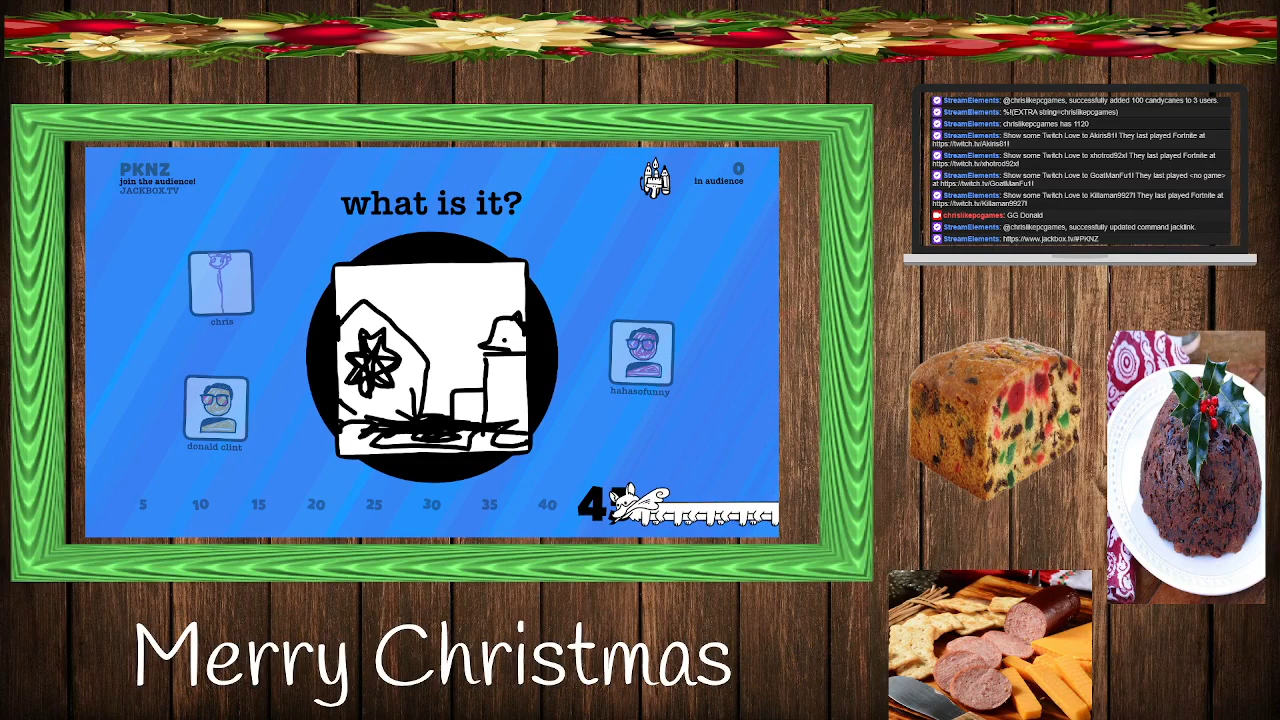 PKNZ
join the audience!
JACKBOX.TV
0
in audience
what is it?
chris
donald clint
hahasofunny
5 10 15 20 25 30 35 40
StreamElements: @chrislikepcgames, successfully added 100 candycanes to 3 users.
StreamElements: %!(EXTRA string=chrislikepcgames)
StreamElements: chrislikepcgames has 1120
StreamElements: Show some Twitch Love to Akiris81! They last played Fortnite at
https://twitch.tv/Akiris81!
StreamElements: Show some Twitch Love to xhotrod92x! They last played Fortnite at
https://twitch.tv/xhotrod92x!
StreamElements: Show some Twitch Love to GoatManFu1! They last played <no game>
at https://twitch.tv/GoatManFu1!
StreamElements: Show some Twitch Love to Killaman9927! They last played Fortnite at
https://twitch.tv/Killaman9927!
chrislikepcgames: GG Donald
StreamElements: @chrislikepcgames, successfully updated command jacklink.
StreamElements: https://www.jackbox.tv/#PKNZ
Merry Christmas